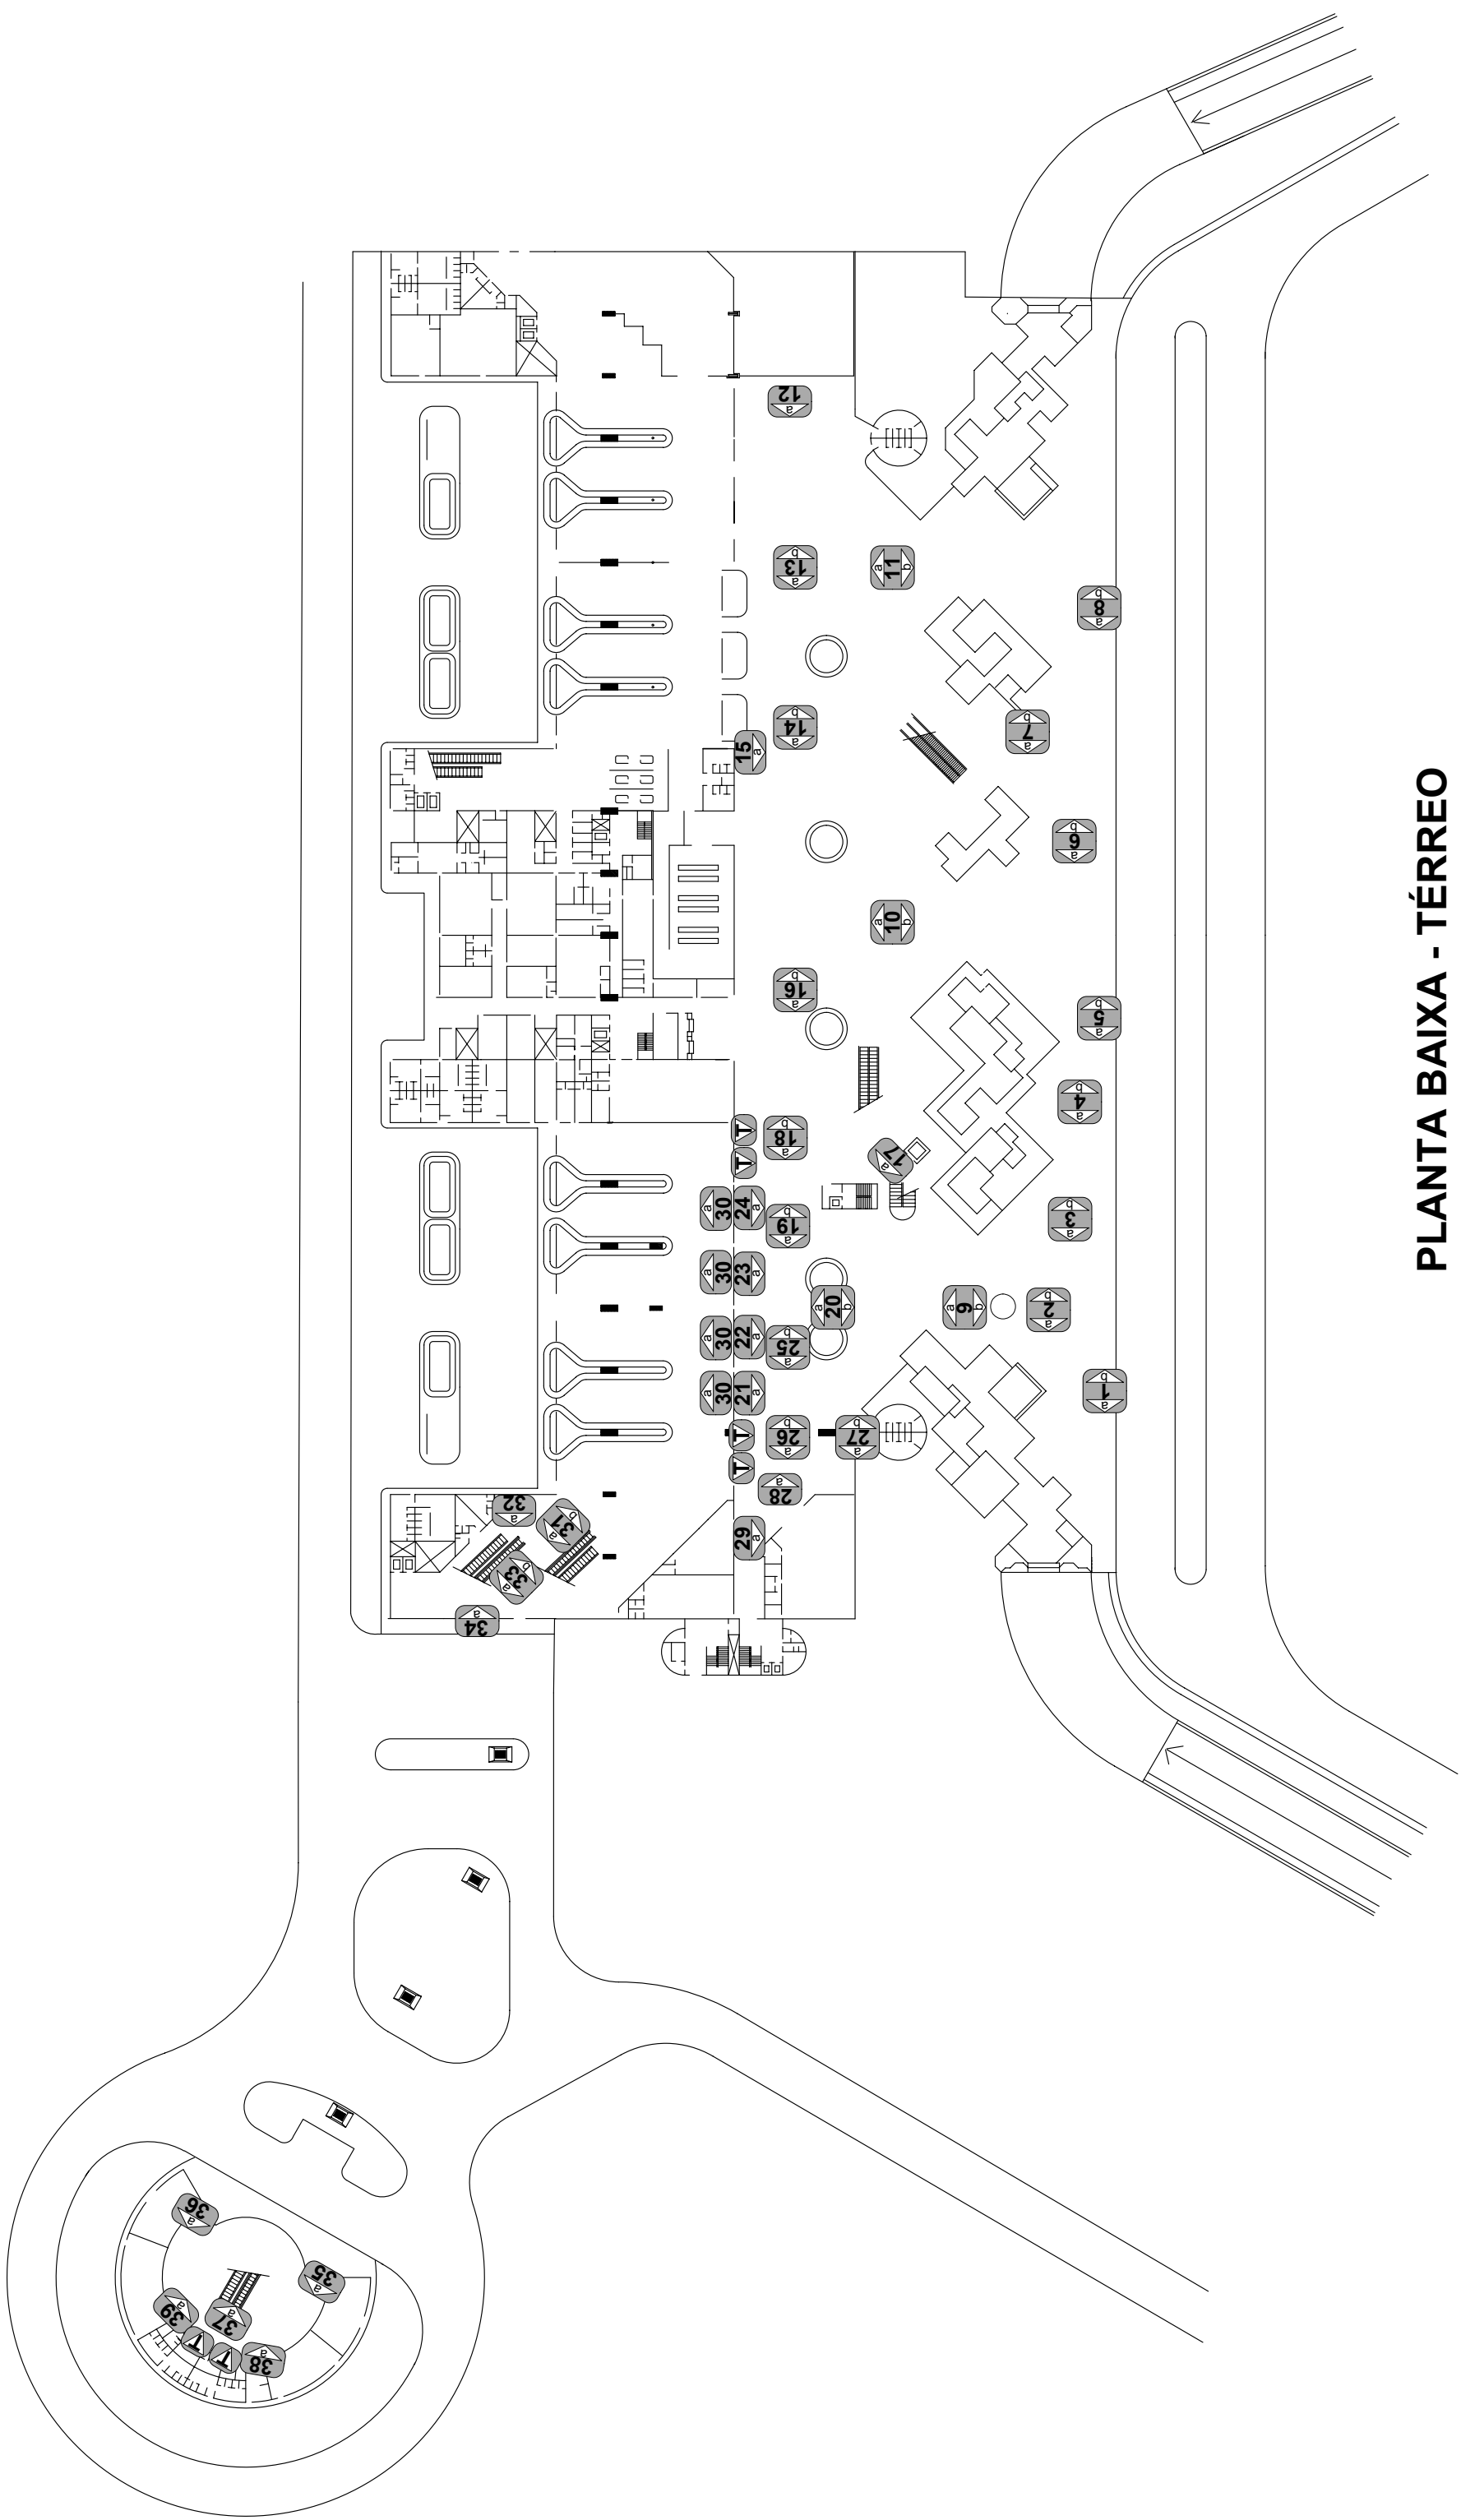 PLANTA BAIXA - TÉRREO
12 a
13 a b
11 a b
8 a b
14 a b
15 a
7 a b
6 a b
10 a b
16 a b
5 a b
4 a b
T
T
18 a b
17 a
30 a
24 a
19 a b
3 a b
30 a
23 a
20 a b
9 a b
2 a b
30 a
22 a
25 a b
30 a
21 a
1 a b
T
T
26 a b
27 a b
28 a
29 a
32 a
31 a b
33 a b
34 a
36 a
35 a
39 a
37 a
T
T
38 a